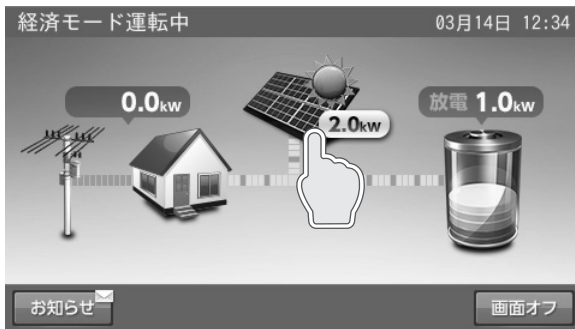 経済モード運転中
03月14日 12:34
0.0kw
2.0kw
放電 1.0kw
お知らせ
画面オフ